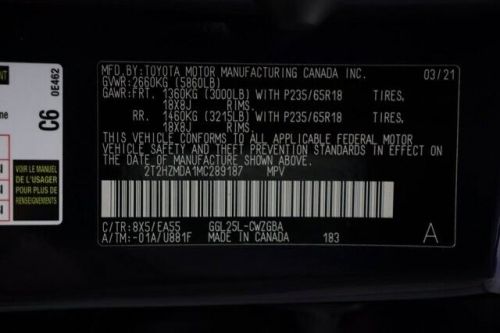 MFD.BY:TOYOTA MOTOR MANUFACTURING CANADA INC. 03/21
GVWR:2660KG (5860LB)
GAWR:FRT. 1360KG (3000LB) WITH P235/65R18 TIRES.
18X8J RIMS.
RR. 1460KG (3215LB) WITH P235/65R18 TIRES.
18X8J RIMS.
THIS VEHICLE CONFORMS TO ALL APPLICABLE FEDERAL MOTOR
VEHICLE SAFETY AND THEFT PREVENTION STANDARDS IN EFFECT ON
THE DATE OF MANUFACTURE SHOWN ABOVE.
2T2HZMDA1MC289187 MPV
C/TR:8X5/EA55 GGL25L-CWZGBA
A/TM:-01A/U881F MADE IN CANADA 183 A
C6
0E462
VOIR LE MANUEL
DE L'USAGER
POUR PLUS DE
RENSEIGNEMENTS